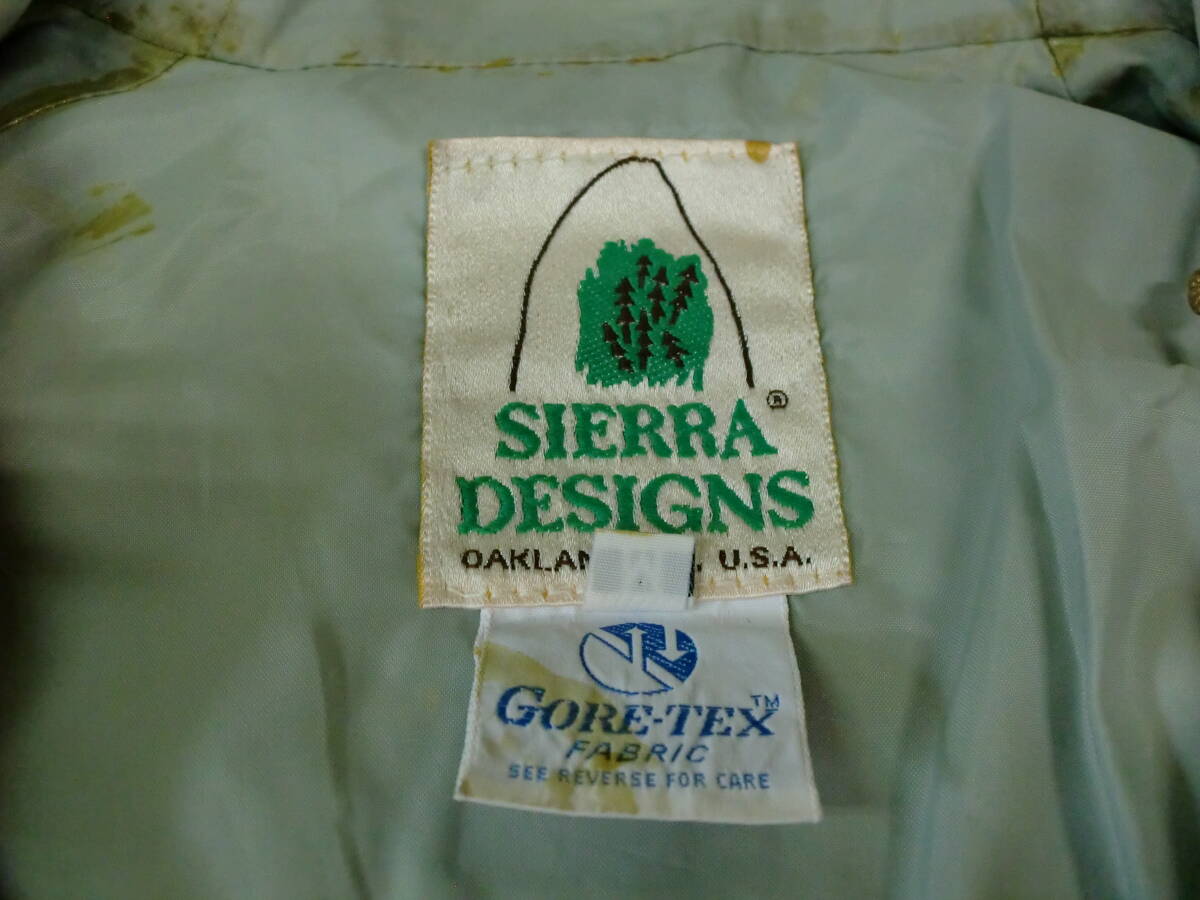 SIERRA ®
DESIGNS
OAKLAN , U.S.A.
M
GORE-TEX™
FABRIC
SEE REVERSE FOR CARE